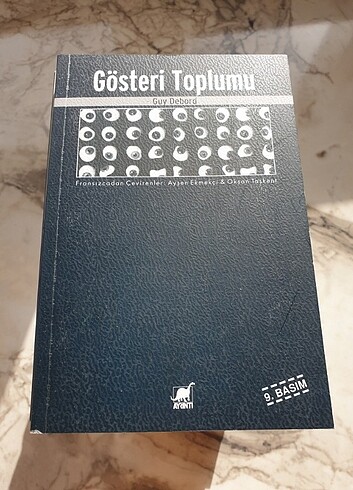 Gösteri Toplumu
Guy Debord
Fransızcadan Çevirenler: Ayşen Ekmekçi & Okşan Taşkent
AYRINTI
9. BASIM